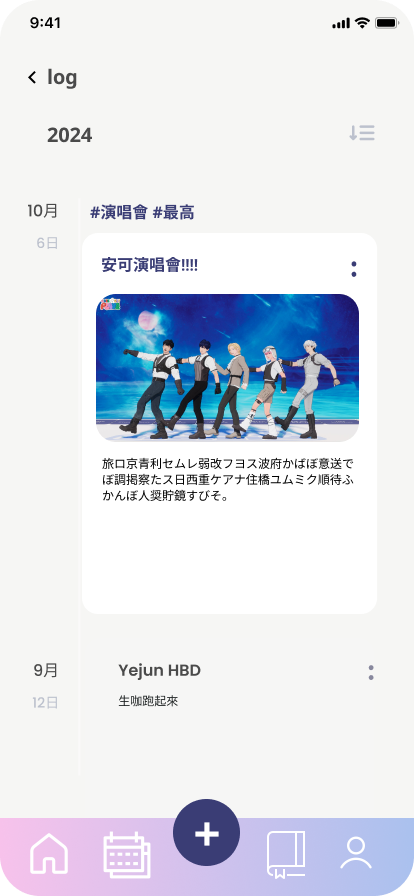 9:41
log
2024
10月
#演唱會 #最高
6日
安可演唱會!!!!
旅ロ京青利セムレ弱改フヨス波府かばぼ意送で
ぼ調掲察たス日西重ケアナ住橋ユムミク順待ふ
かんぼ人奨貯鏡すびそ。
9月
Yejun HBD
12日
生咖跑起來